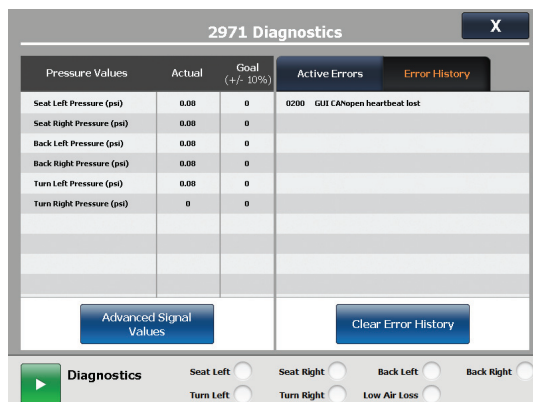 2971 Diagnostics
X
Pressure Values Actual Goal (+/- 10%)
Active Errors Error History
Seat Left Pressure (psi) 0.08 0
0200 GUI CANopen heartbeat lost
Seat Right Pressure (psi) 0.08 0
Back Left Pressure (psi) 0.08 0
Back Right Pressure (psi) 0.08 0
Turn Left Pressure (psi) 0.08 0
Turn Right Pressure (psi) 0 0
Advanced Signal
Values
Clear Error History
Diagnostics
Seat Left Seat Right Back Left Back Right
Turn Left Turn Right Low Air Loss